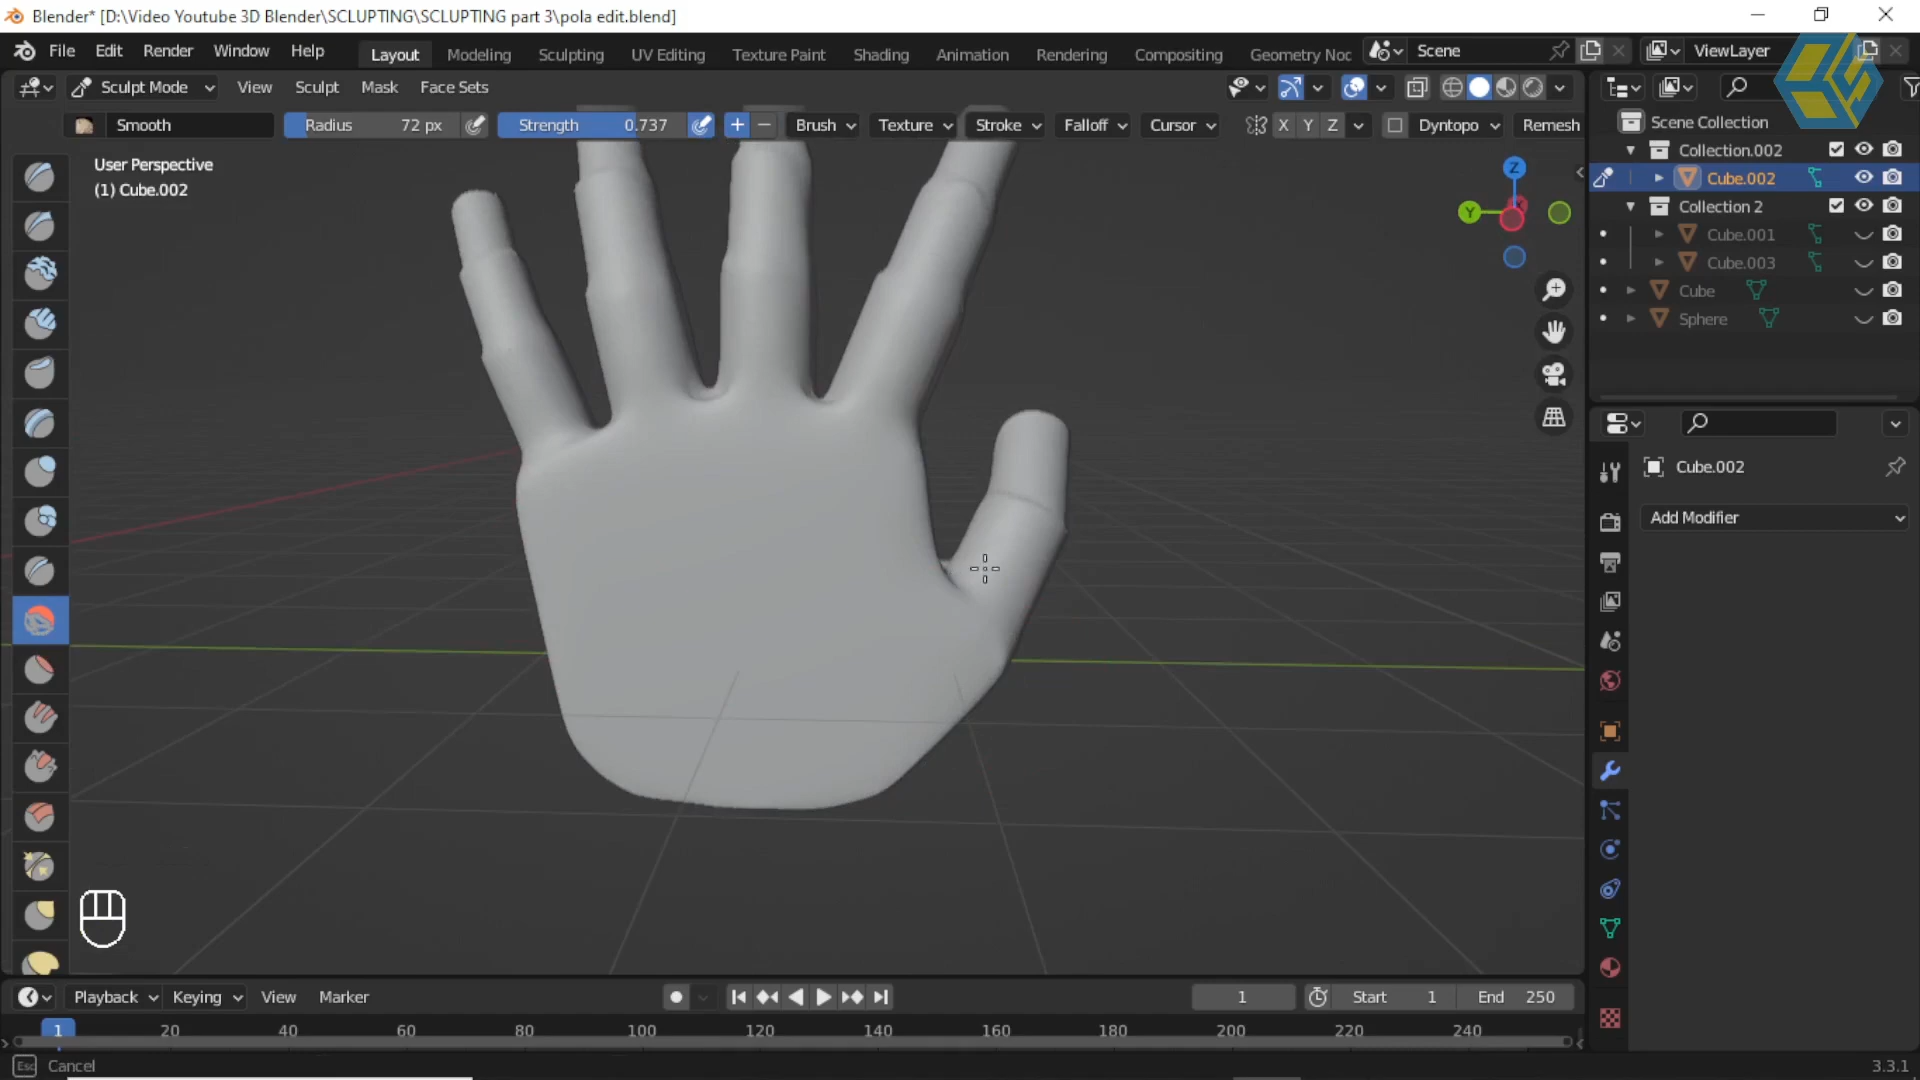 Blender* [D:\Video Youtube 3D Blender\SCLUPTING\SCLUPTING part 3\pola edit.blend]
File Edit Render Window Help Layout Modeling Sculpting UV Editing Texture Paint Shading Animation Rendering Compositing Geometry Noc Scene ViewLayer
Sculpt Mode View Sculpt Mask Face Sets
Smooth Radius 72 px Strength 0.737 Brush Texture Stroke Falloff Cursor X Y Z Dyntopo Remesh
User Perspective
(1) Cube.002
Z
Y
Scene Collection
Collection.002
Cube.002
Collection 2
Cube.001
Cube.003
Cube
Sphere
Cube.002
Add Modifier
Playback Keying View Marker 1 Start 1 End 250
1 20 40 60 80 100 120 140 160 180 200 220 240
Esc Cancel 3.3.1